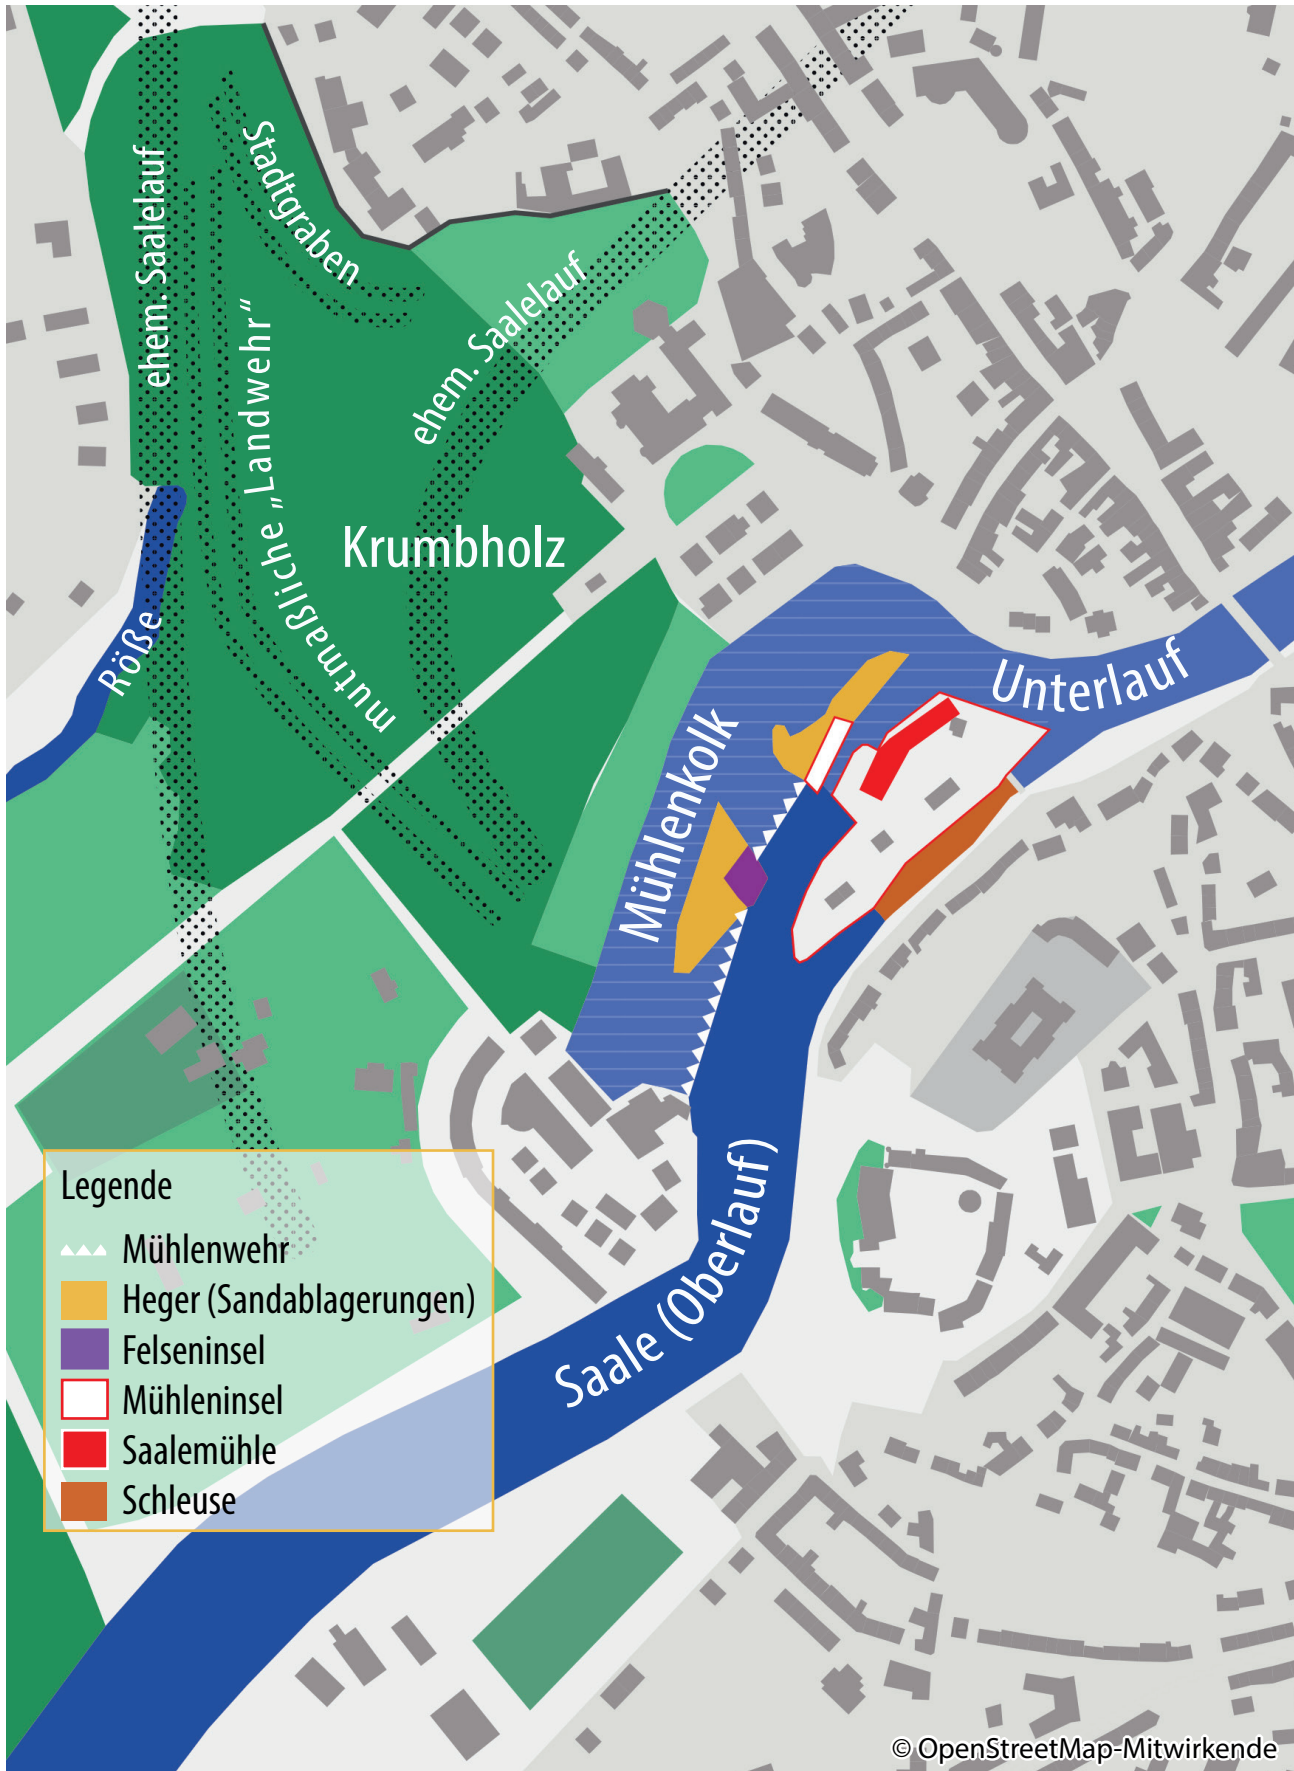 Stadtgraben
ehem. Saalelauf
ehem. Saalelauf
mutmaßliche „Landwehr“
Krumbholz
Röße
Unterlauf
Mühlenkolk
Saale (Oberlauf)
Legende
Mühlenwehr
Heger (Sandablagerungen)
Felseninsel
Mühleninsel
Saalemühle
Schleuse
© OpenStreetMap-Mitwirkende